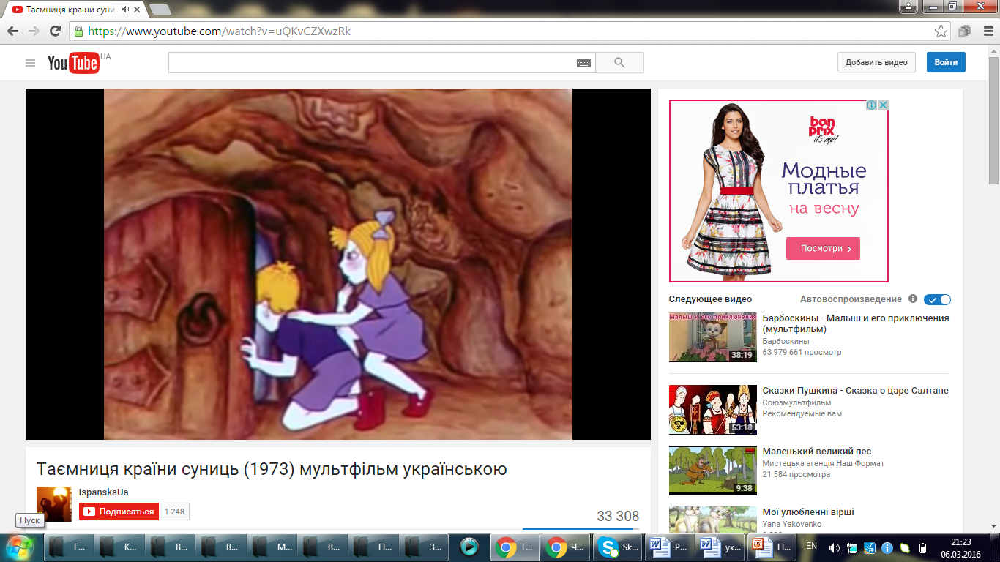 Таємниця країни суни
https://www.youtube.com/watch?v=uQKvCZXwzRk
YouTube UA
Добавить видео
Войти
bon prix
it's me!
Модные
платья
на весну
Посмотри
Следующее видео
Автовоспроизведение
Малыш и его приключения
38:19
Барбоскины - Малыш и его приключения
(мультфильм)
Барбоскины
63 979 661 просмотр
53:18
Сказки Пушкина - Сказка о царе Салтане
Союзмультфильм
Рекомендуемые вам
9:38
Маленький великий пес
Мистецька агенція Наш Формат
21 584 просмотра
Мої улюбленні вірші
Yana Yakovenko
Таємниця країни суниць (1973) мультфільм українською
IspanskaUa
Подписаться
1 248
33 308
Пуск
Г...
К...
В...
В...
М...
В...
П...
З...
Т...
Ч...
Sk...
Р...
ук...
П...
EN
21:23
06.03.2016